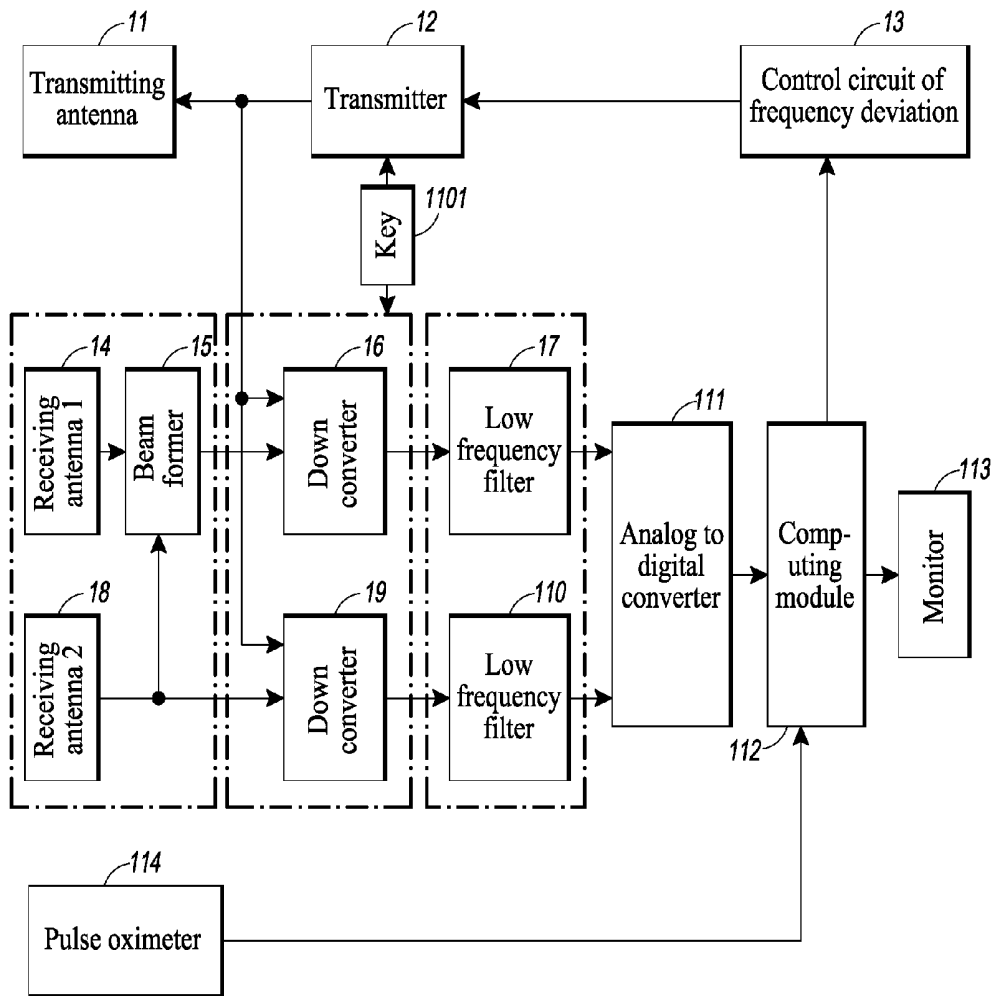 11
12
13
Transmitting
antenna
Transmitter
Control circuit of
frequency deviation
1101
Key
14
15
16
17
111
113
Receiving
antenna 1
Beam
former
Down
converter
Low
frequency
filter
18
19
110
Receiving
antenna 2
Down
converter
Low
frequency
filter
Analog to
digital
converter
Comp-
uting
module
Monitor
112
114
Pulse oximeter